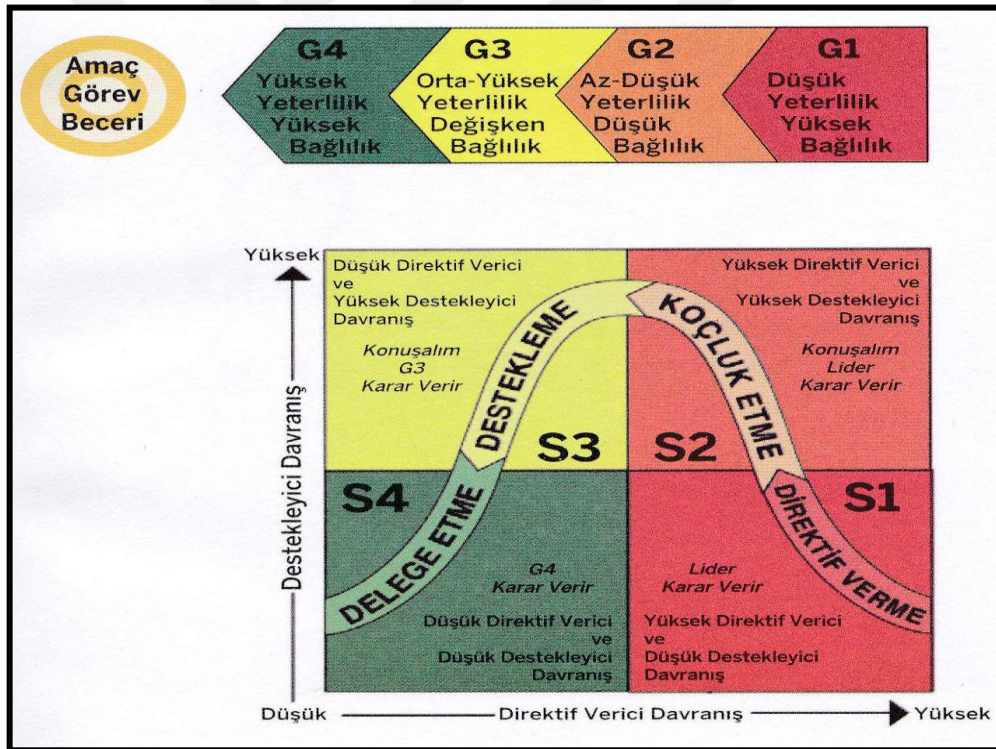 Amaç
Görev
Beceri
G4
Yüksek
Yeterlilik
Yüksek
Bağlılık
G3
Orta-Yüksek
Yeterlilik
Değişken
Bağlılık
G2
Az-Düşük
Yeterlilik
Düşük
Bağlılık
G1
Düşük
Yeterlilik
Yüksek
Bağlılık
Yüksek
Destekleyici Davranış
Düşük Direktif Verici
ve
Yüksek Destekleyici
Davranış
Konuşalım
G3
Karar Verir
DESTEKLEME
S3
Yüksek Direktif Verici
ve
Yüksek Destekleyici
Davranış
Konuşalım
Lider
Karar Verir
KOÇLUK ETME
S2
S4
DELEGE ETME
G4
Karar Verir
Düşük Direktif Verici
ve
Düşük Destekleyici
Davranış
S1
DİREKTİF VERME
Lider
Karar Verir
Yüksek Direktif Verici
ve
Düşük Destekleyici
Davranış
Düşük
Direktif Verici Davranış
Yüksek